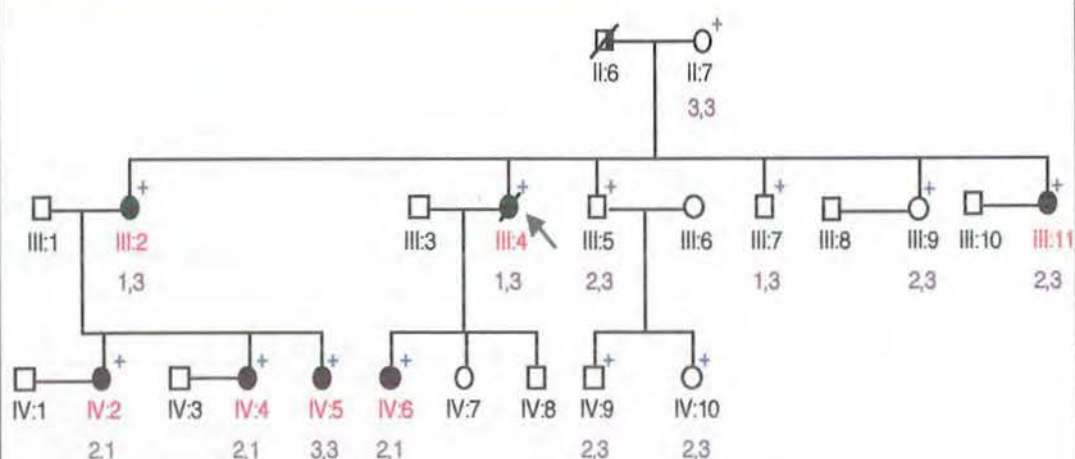 +
II:6 II:7
3,3
+ + + + + +
III:1 III:2 III:3 III:4 III:5 III:6 III:7 III:8 III:9 III:10 III:11
1,3 1,3 2,3 1,3 2,3 2,3
+ + + + + +
IV:1 IV:2 IV:3 IV:4 IV:5 IV:6 IV:7 IV:8 IV:9 IV:10
2,1 2,1 3,3 2,1 2,3 2,3